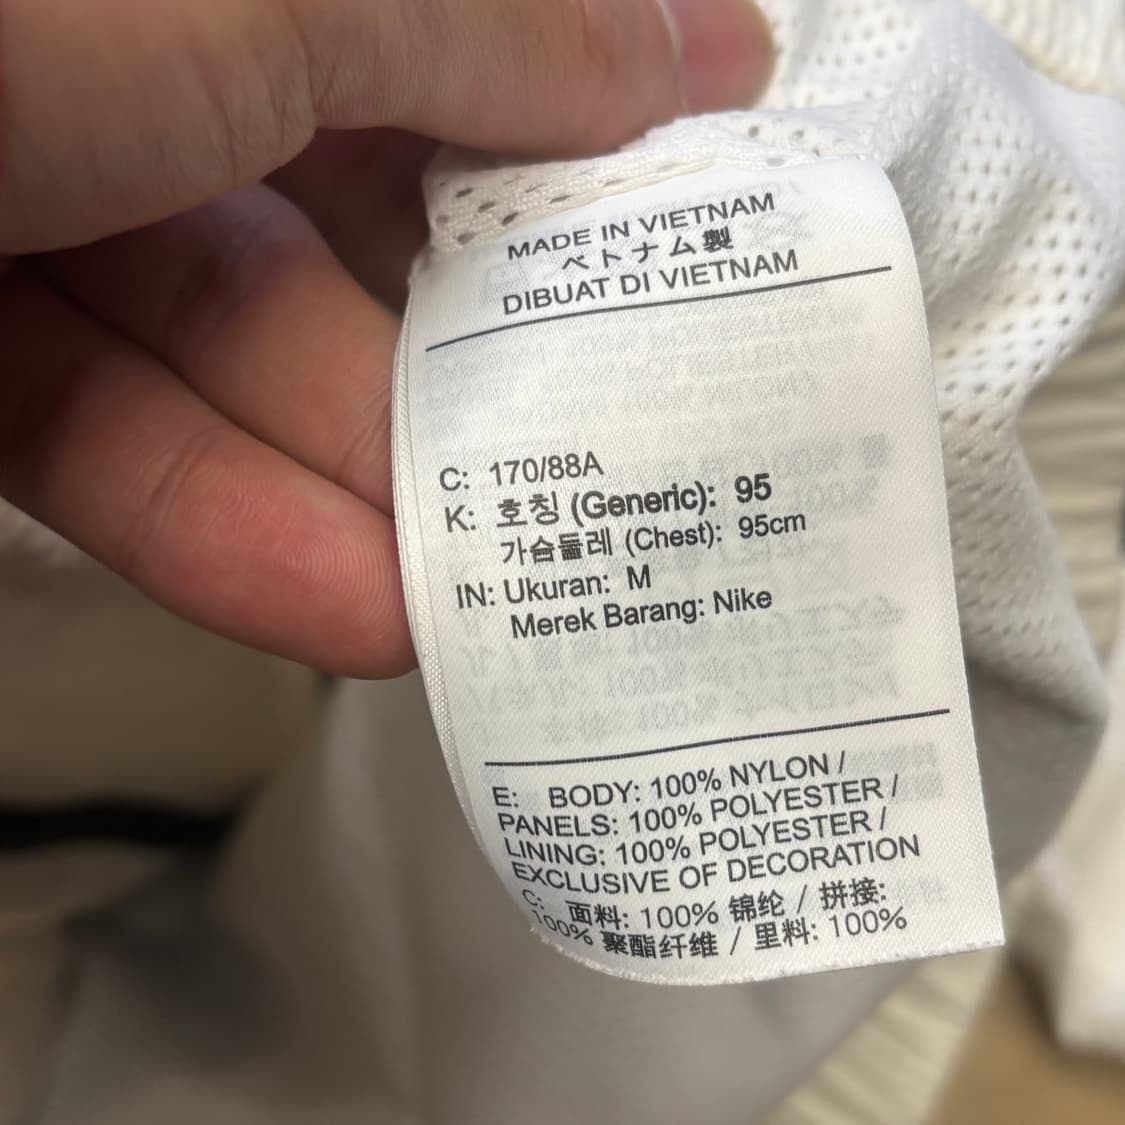 MADE IN VIETNAM
ベトナム製
DIBUAT DI VIETNAM
C: 170/88A
K: 호칭 (Generic): 95
가슴둘레 (Chest): 95cm
IN: Ukuran: M
Merek Barang: Nike
E: BODY: 100% NYLON /
PANELS: 100% POLYESTER /
LINING: 100% POLYESTER /
EXCLUSIVE OF DECORATION
C: 面料: 100% 锦纶 / 拼接:
100% 聚酯纤维 / 里料: 100%